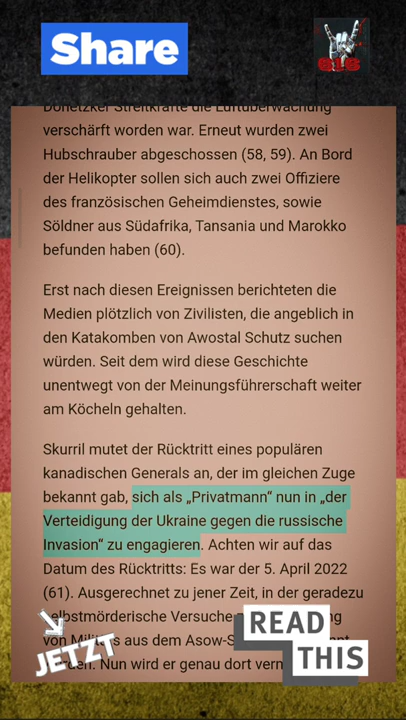 Share
Donetzker Streitkräfte die Luftüberwachung
verschärft worden war. Erneut wurden zwei
Hubschrauber abgeschossen (58, 59). An Bord
der Helikopter sollen sich auch zwei Offiziere
des französischen Geheimdienstes, sowie
Söldner aus Südafrika, Tansania und Marokko
befunden haben (60).
Erst nach diesen Ereignissen berichteten die
Medien plötzlich von Zivilisten, die angeblich in
den Katakomben von Awostal Schutz suchen
würden. Seit dem wird diese Geschichte
unentwegt von der Meinungsführerschaft weiter
am Köcheln gehalten.
Skurril mutet der Rücktritt eines populären
kanadischen Generals an, der im gleichen Zuge
bekannt gab, sich als „Privatmann“ nun in „der
Verteidigung der Ukraine gegen die russische
Invasion“ zu engagieren. Achten wir auf das
Datum des Rücktritts: Es war der 5. April 2022
(61). Ausgerechnet zu jener Zeit, in der geradezu
selbstmörderische Versuche
von aus dem
Nun wird er genau dort
JETZT
READ
THIS